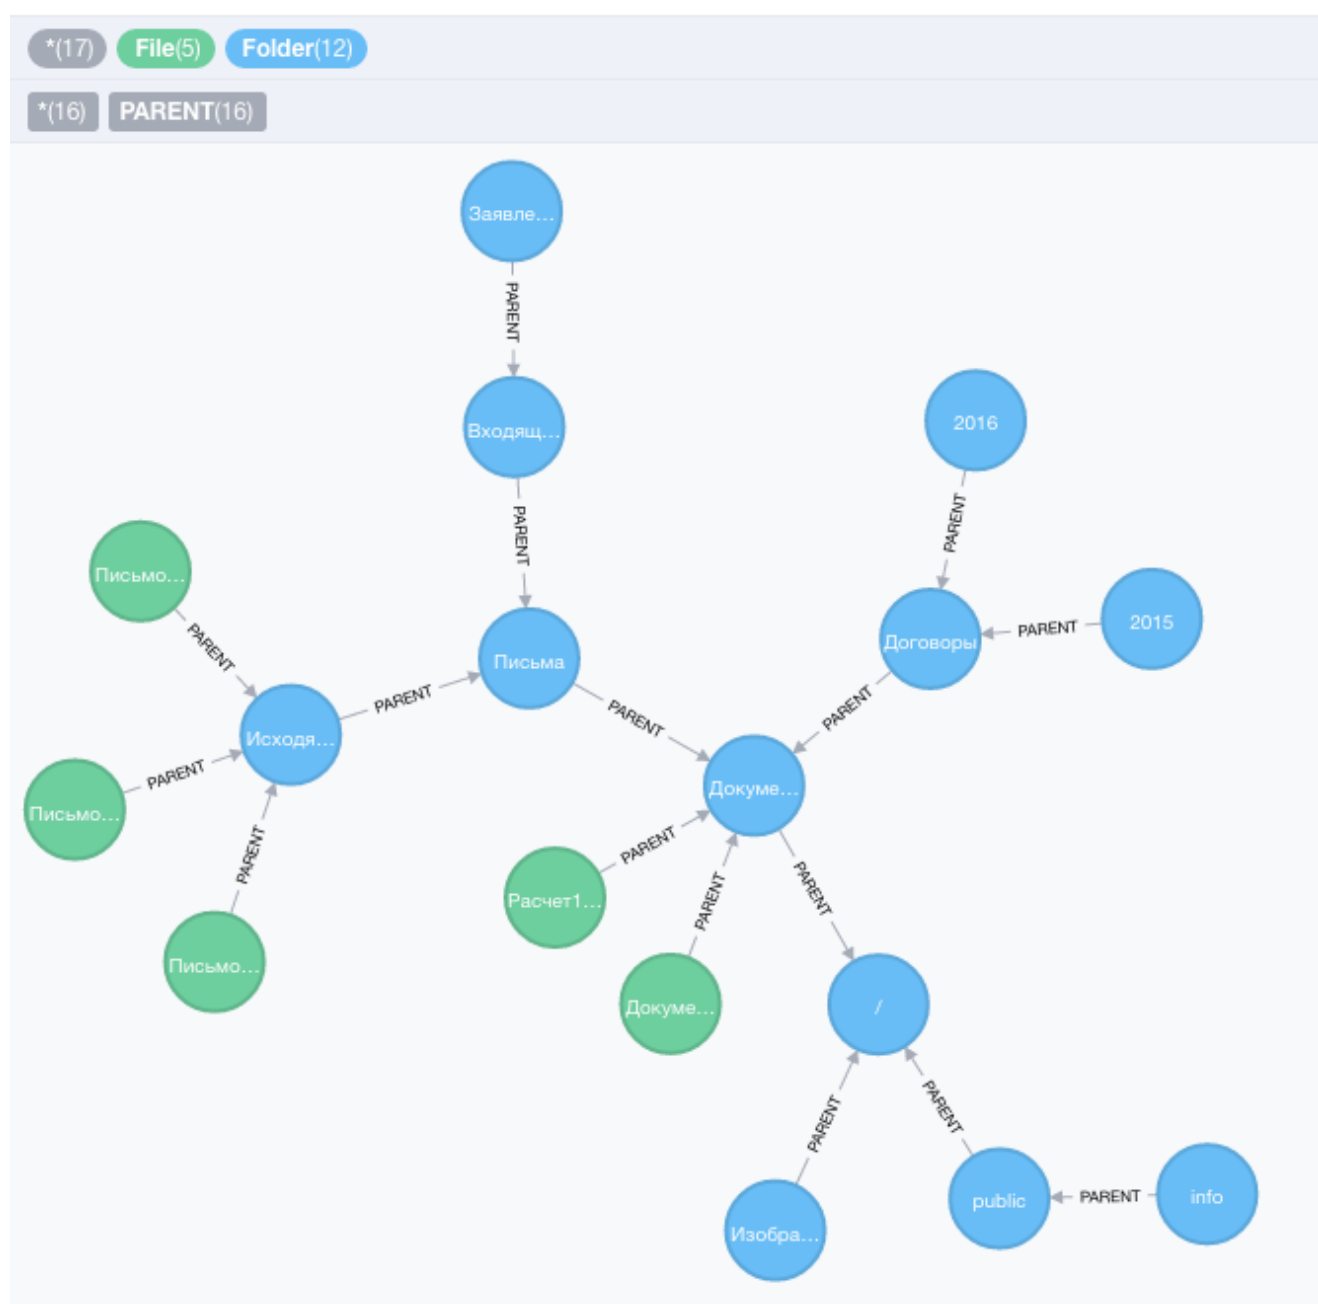 *(17) File(5) Folder(12)
*(16) PARENT(16)
Заявле...
PARENT
Входящ...
2016
PARENT
PARENT
Письмо...
2015
PARENT
Договоры
PARENT
Письма
PARENT
PARENT
PARENT
Исходя...
PARENT
Докуме...
Письмо...
PARENT
PARENT
PARENT
PARENT
Расчет1...
Письмо...
Докуме...
/
PARENT
PARENT
Изобра...
public
PARENT
info